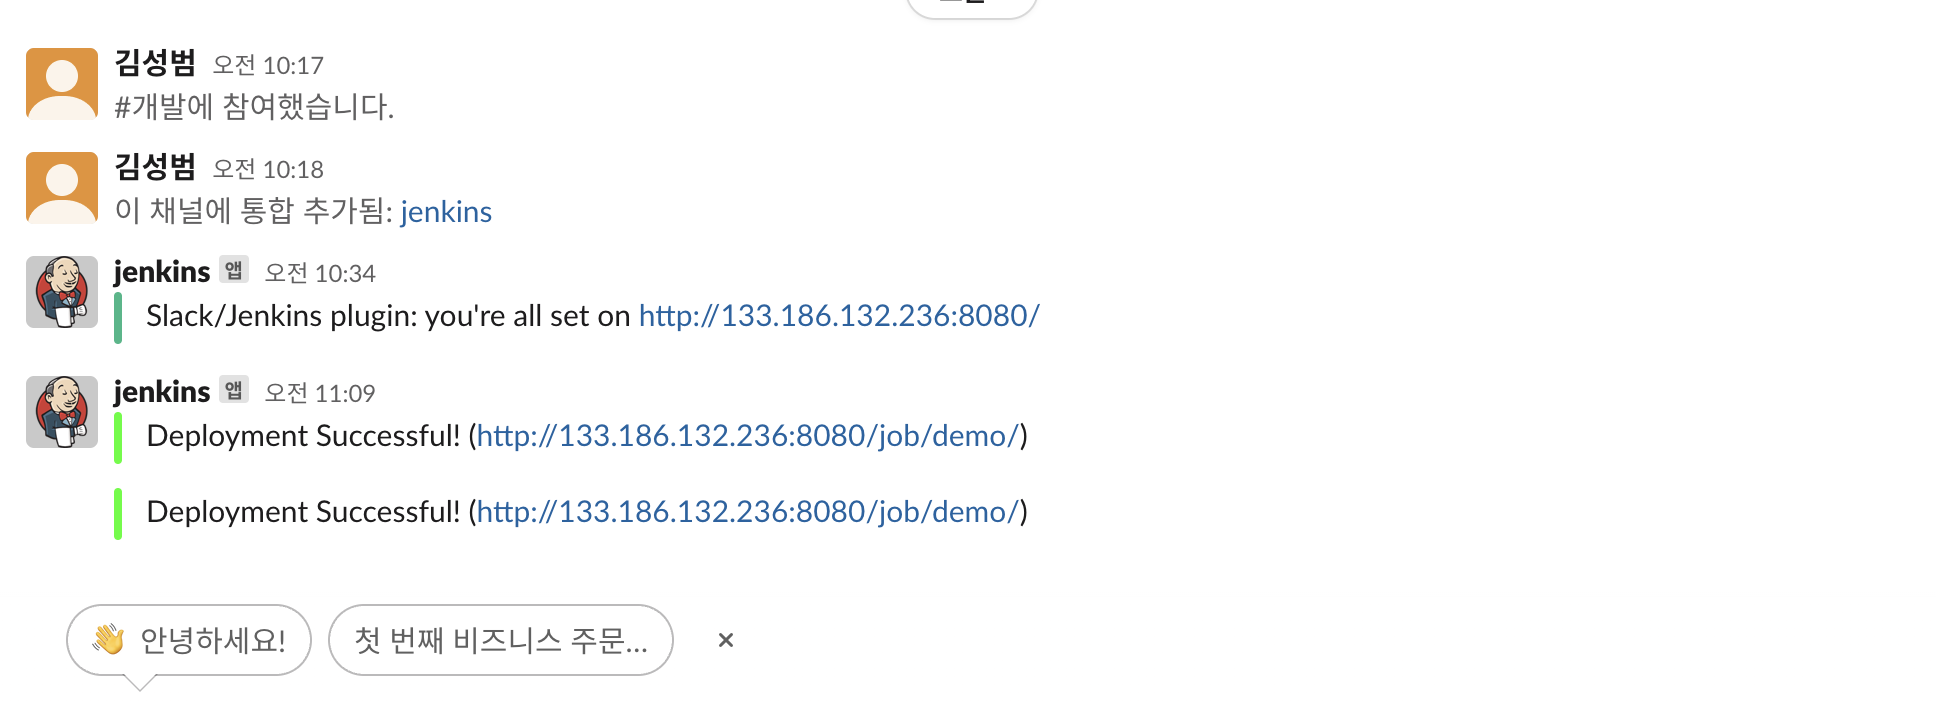 김성범 오전 10:17
#개발에 참여했습니다.
김성범 오전 10:18
이 채널에 통합 추가됨: jenkins
jenkins 앱 오전 10:34
Slack/Jenkins plugin: you're all set on http://133.186.132.236:8080/
jenkins 앱 오전 11:09
Deployment Successful! (http://133.186.132.236:8080/job/demo/)
Deployment Successful! (http://133.186.132.236:8080/job/demo/)
👋 안녕하세요! 첫 번째 비즈니스 주문... ×